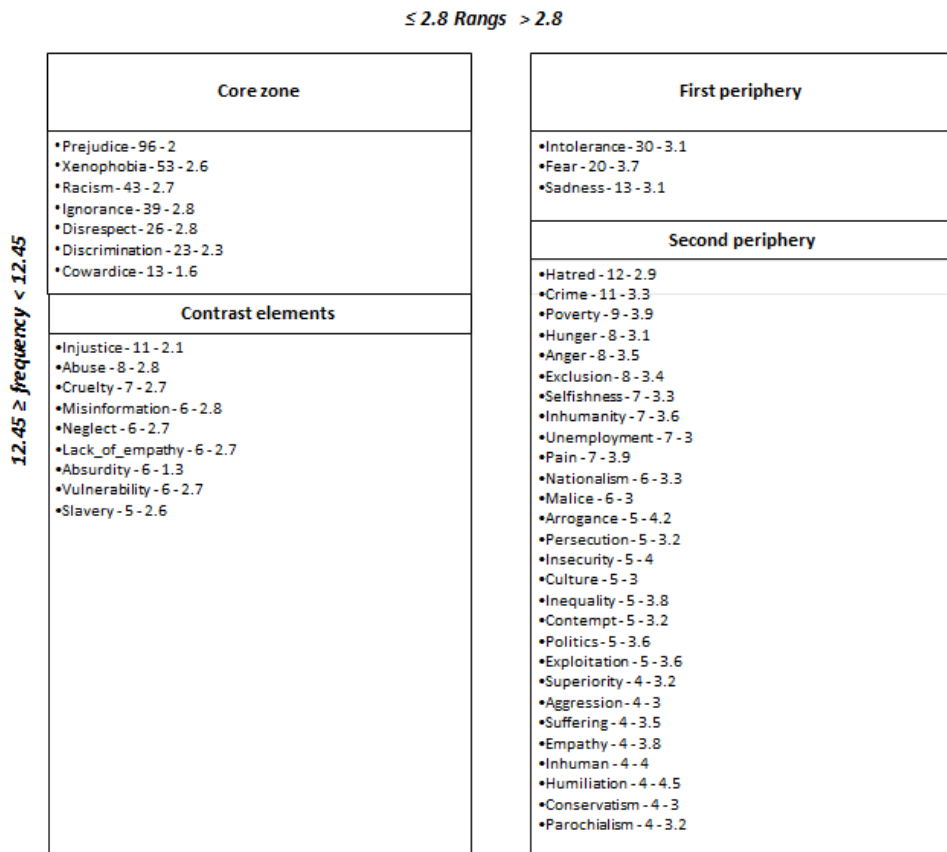 ≤ 2.8 Rangs > 2.8
12.45 ≥ frequency < 12.45
Core zone
•Prejudice - 96 - 2
•Xenophobia - 53 - 2.6
•Racism - 43 - 2.7
•Ignorance - 39 - 2.8
•Disrespect - 26 - 2.8
•Discrimination - 23 - 2.3
•Cowardice - 13 - 1.6
Contrast elements
•Injustice - 11 - 2.1
•Abuse - 8 - 2.8
•Cruelty - 7 - 2.7
•Misinformation - 6 - 2.8
•Neglect - 6 - 2.7
•Lack_of_empathy - 6 - 2.7
•Absurdity - 6 - 1.3
•Vulnerability - 6 - 2.7
•Slavery - 5 - 2.6
First periphery
•Intolerance - 30 - 3.1
•Fear - 20 - 3.7
•Sadness - 13 - 3.1
Second periphery
•Hatred - 12 - 2.9
•Crime - 11 - 3.3
•Poverty - 9 - 3.9
•Hunger - 8 - 3.1
•Anger - 8 - 3.5
•Exclusion - 8 - 3.4
•Selfishness - 7 - 3.3
•Inhumanity - 7 - 3.6
•Unemployment - 7 - 3
•Pain - 7 - 3.9
•Nationalism - 6 - 3.3
•Malice - 6 - 3
•Arrogance - 5 - 4.2
•Persecution - 5 - 3.2
•Insecurity - 5 - 4
•Culture - 5 - 3
•Inequality - 5 - 3.8
•Contempt - 5 - 3.2
•Politics - 5 - 3.6
•Exploitation - 5 - 3.6
•Superiority - 4 - 3.2
•Aggression - 4 - 3
•Suffering - 4 - 3.5
•Empathy - 4 - 3.8
•Inhuman - 4 - 4
•Humiliation - 4 - 4.5
•Conservatism - 4 - 3
•Parochialism - 4 - 3.2